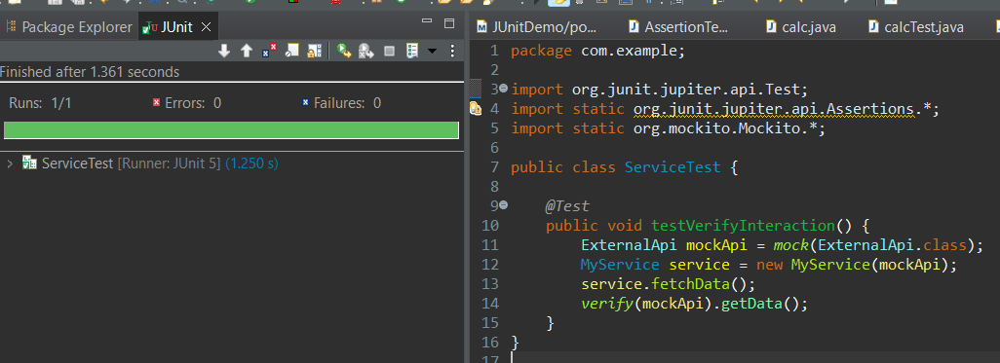 Package Explorer JUnit
Finished after 1.361 seconds
Runs: 1/1 Errors: 0 Failures: 0
ServiceTest [Runner: JUnit 5] (1.250 s)
JUnitDemo/po... AssertionTe... calc.java calcTest.java
1 package com.example;
2
3 import org.junit.jupiter.api.Test;
4 import static org.junit.jupiter.api.Assertions.*;
5 import static org.mockito.Mockito.*;
6
7 public class ServiceTest {
8
9 @Test
10 public void testVerifyInteraction() {
11 ExternalApi mockApi = mock(ExternalApi.class);
12 MyService service = new MyService(mockApi);
13 service.fetchData();
14 verify(mockApi).getData();
15 }
16 }
17